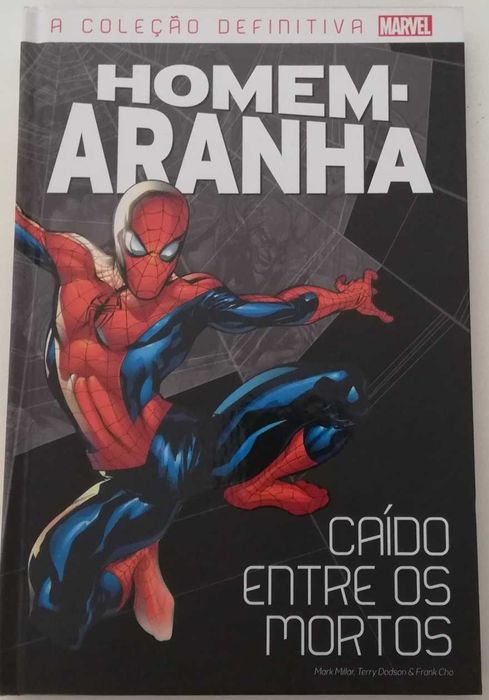 A COLEÇÃO DEFINITIVA MARVEL
HOMEM-
ARANHA
CAÍDO
ENTRE OS
MORTOS
Mark Millar, Terry Dodson & Frank Cho